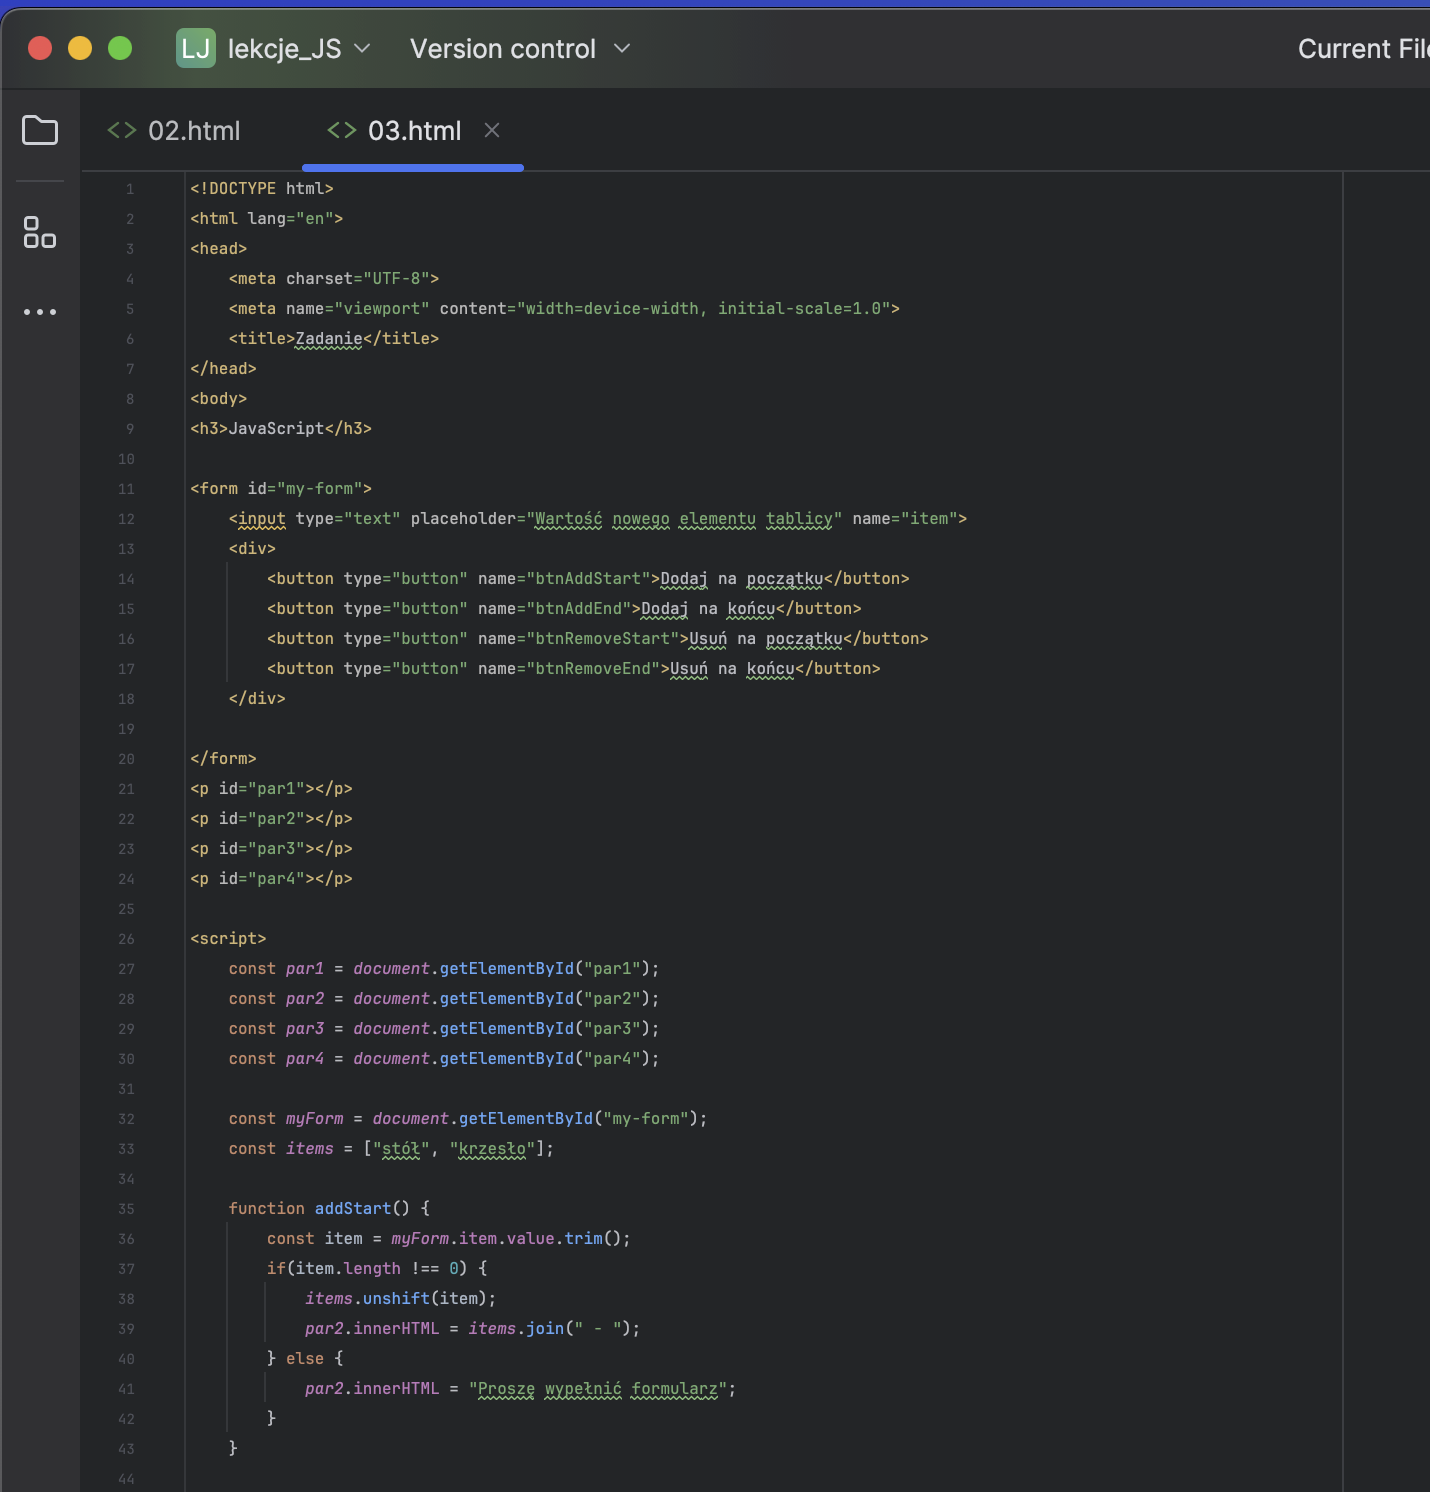 LJ lekcje_JS Version control Current File
02.html 03.html
1 <!DOCTYPE html>
2 <html lang="en">
3 <head>
4     <meta charset="UTF-8">
5     <meta name="viewport" content="width=device-width, initial-scale=1.0">
6     <title>Zadanie</title>
7 </head>
8 <body>
9 <h3>JavaScript</h3>
10
11 <form id="my-form">
12     <input type="text" placeholder="Wartość nowego elementu tablicy" name="item">
13     <div>
14         <button type="button" name="btnAddStart">Dodaj na początku</button>
15         <button type="button" name="btnAddEnd">Dodaj na końcu</button>
16         <button type="button" name="btnRemoveStart">Usuń na początku</button>
17         <button type="button" name="btnRemoveEnd">Usuń na końcu</button>
18     </div>
19
20 </form>
21 <p id="par1"></p>
22 <p id="par2"></p>
23 <p id="par3"></p>
24 <p id="par4"></p>
25
26 <script>
27     const par1 = document.getElementById("par1");
28     const par2 = document.getElementById("par2");
29     const par3 = document.getElementById("par3");
30     const par4 = document.getElementById("par4");
31
32     const myForm = document.getElementById("my-form");
33     const items = ["stół", "krzesło"];
34
35     function addStart() {
36         const item = myForm.item.value.trim();
37         if(item.length !== 0) {
38             items.unshift(item);
39             par2.innerHTML = items.join(" - ");
40         } else {
41             par2.innerHTML = "Proszę wypełnić formularz";
42         }
43     }
44